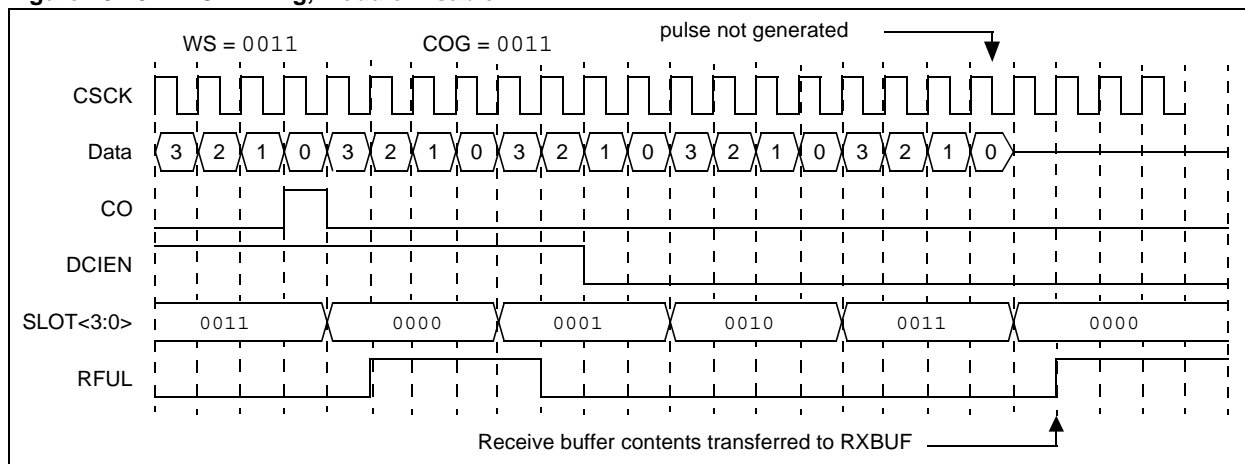 WS = 0011 COG = 0011 pulse not generated
CSCK
Data 3 2 1 0 3 2 1 0 3 2 1 0 3 2 1 0 3 2 1 0
CO
DCIEN
SLOT<3:0> 0011 0000 0001 0010 0011 0000
RFUL
Receive buffer contents transferred to RXBUF